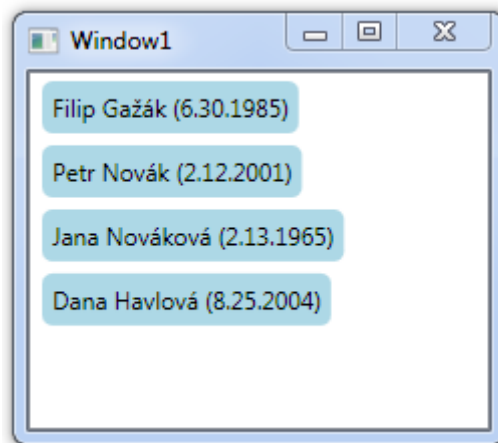 Window1
Filip Gažák (6.30.1985)
Petr Novák (2.12.2001)
Jana Nováková (2.13.1965)
Dana Havlová (8.25.2004)